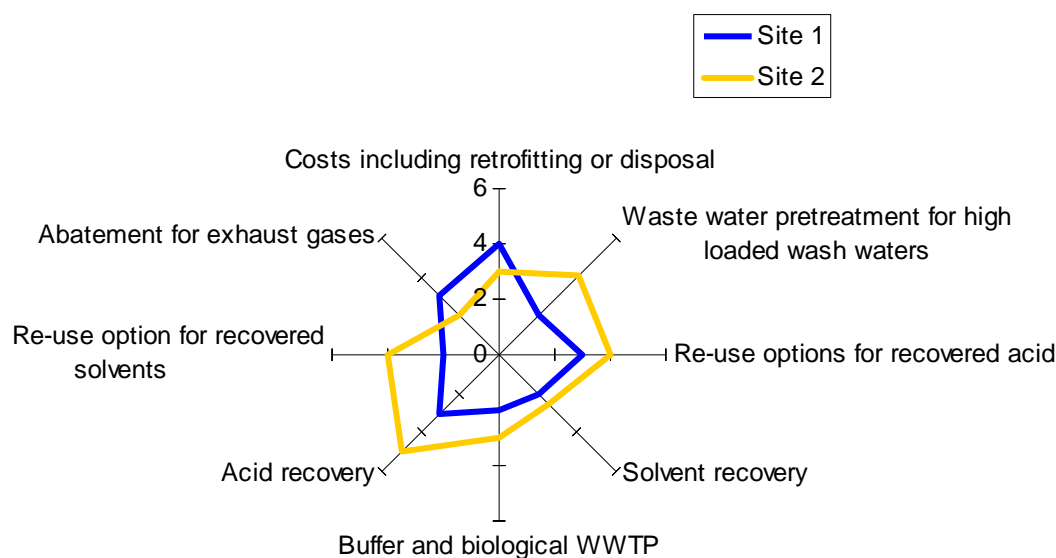 Site 1
Site 2
Costs including retrofitting or disposal
6
Waste water pretreatment for high
loaded wash waters
Abatement for exhaust gases
4
2
Re-use option for recovered
solvents
0
Re-use options for recovered acid
Acid recovery
Solvent recovery
Buffer and biological WWTP